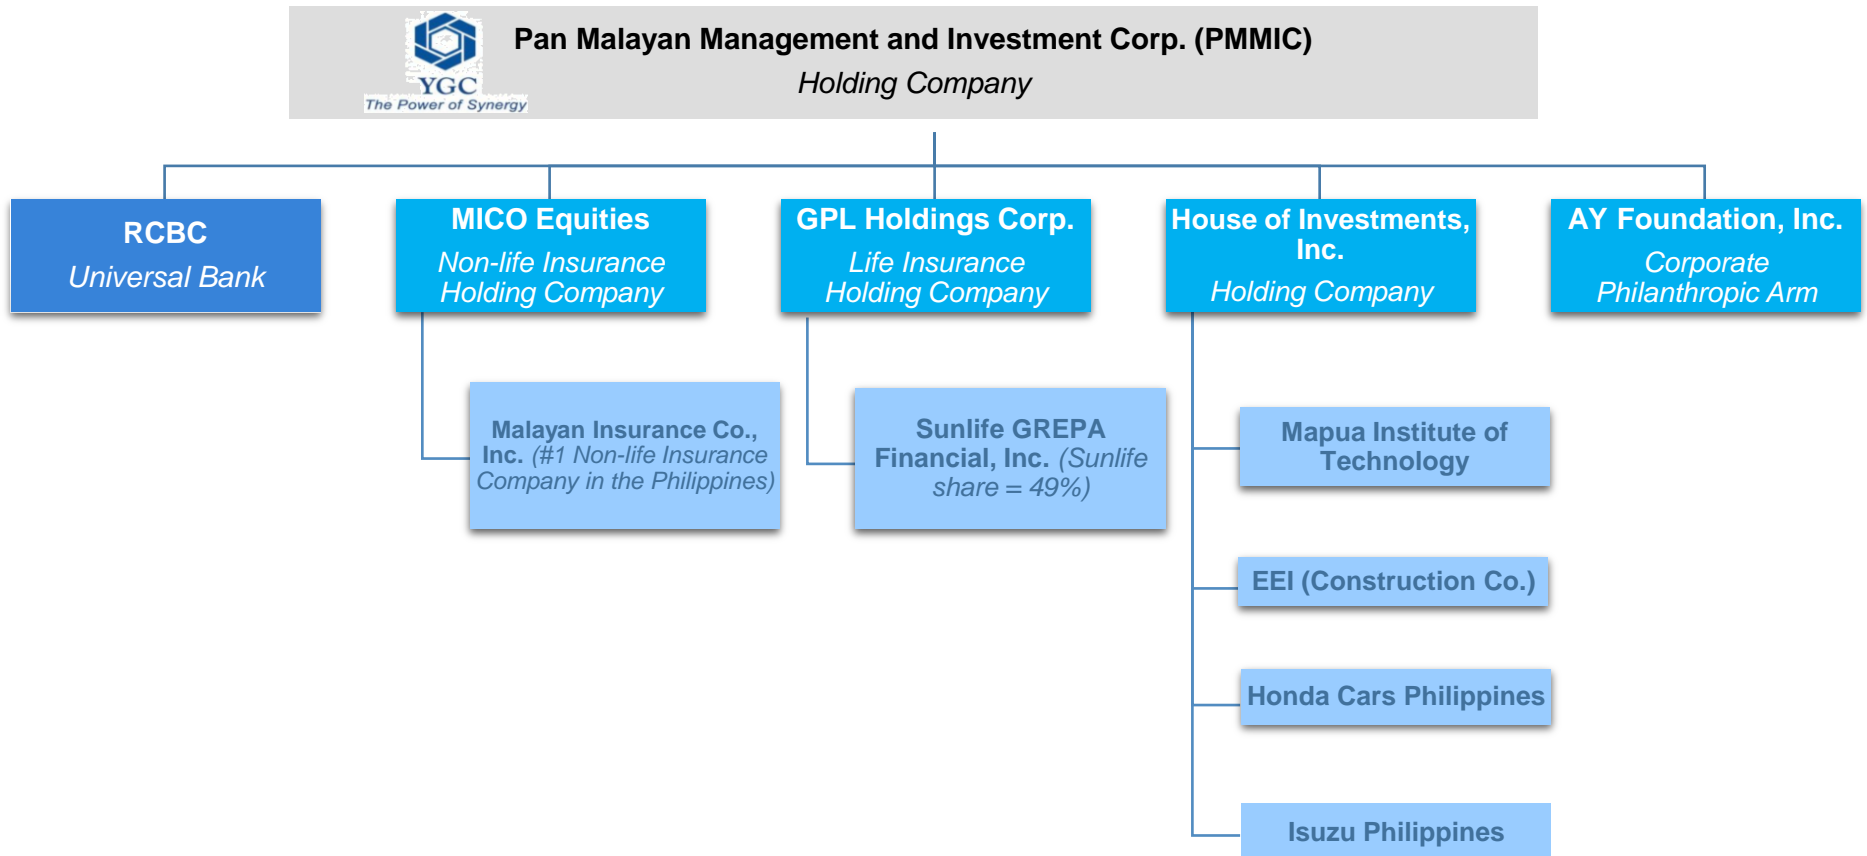 Pan Malayan Management and Investment Corp. (PMMIC)
Holding Company
YGC
The Power of Synergy
RCBC
Universal Bank
MICO Equities
Non-life Insurance
Holding Company
GPL Holdings Corp.
Life Insurance
Holding Company
House of Investments,
Inc.
Holding Company
AY Foundation, Inc.
Corporate
Philanthropic Arm
Malayan Insurance Co.,
Inc. (#1 Non-life Insurance
Company in the Philippines)
Sunlife GREPA
Financial, Inc. (Sunlife
share = 49%)
Mapua Institute of
Technology
EEI (Construction Co.)
Honda Cars Philippines
Isuzu Philippines